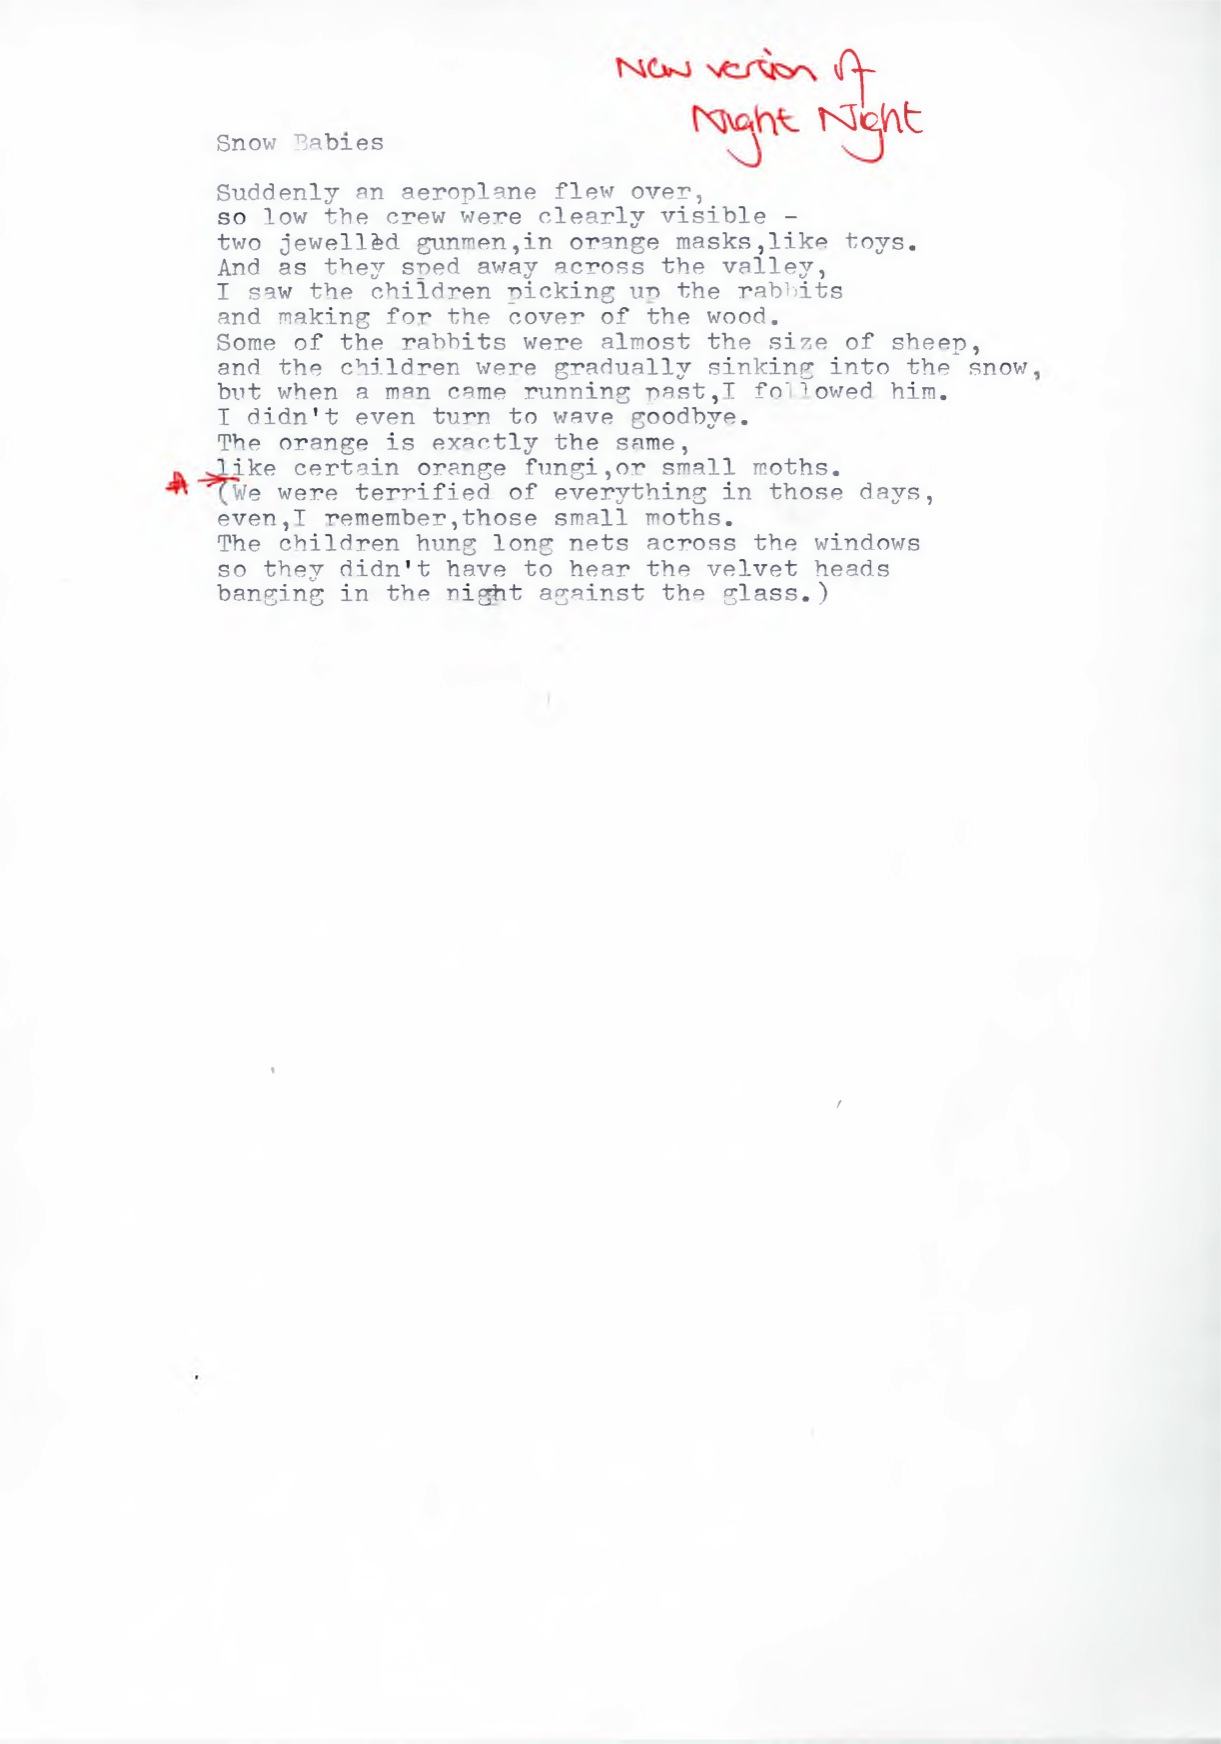 New version of
Night Night
Snow Babies
Suddenly an aeroplane flew over,
so low the crew were clearly visible -
two jewelled gunmen,in orange masks,like toys.
And as they sped away across the valley,
I saw the children picking up the rabbits
and making for the cover of the wood.
Some of the rabbits were almost the size of sheep,
and the children were gradually sinking into the snow,
but when a man came running past,I followed him.
I didn't even turn to wave goodbye.
The orange is exactly the same,
like certain orange fungi,or small moths.
(We were terrified of everything in those days,
even,I remember,those small moths.
The children hung long nets across the windows
so they didn't have to hear the velvet heads
banging in the night against the glass.)